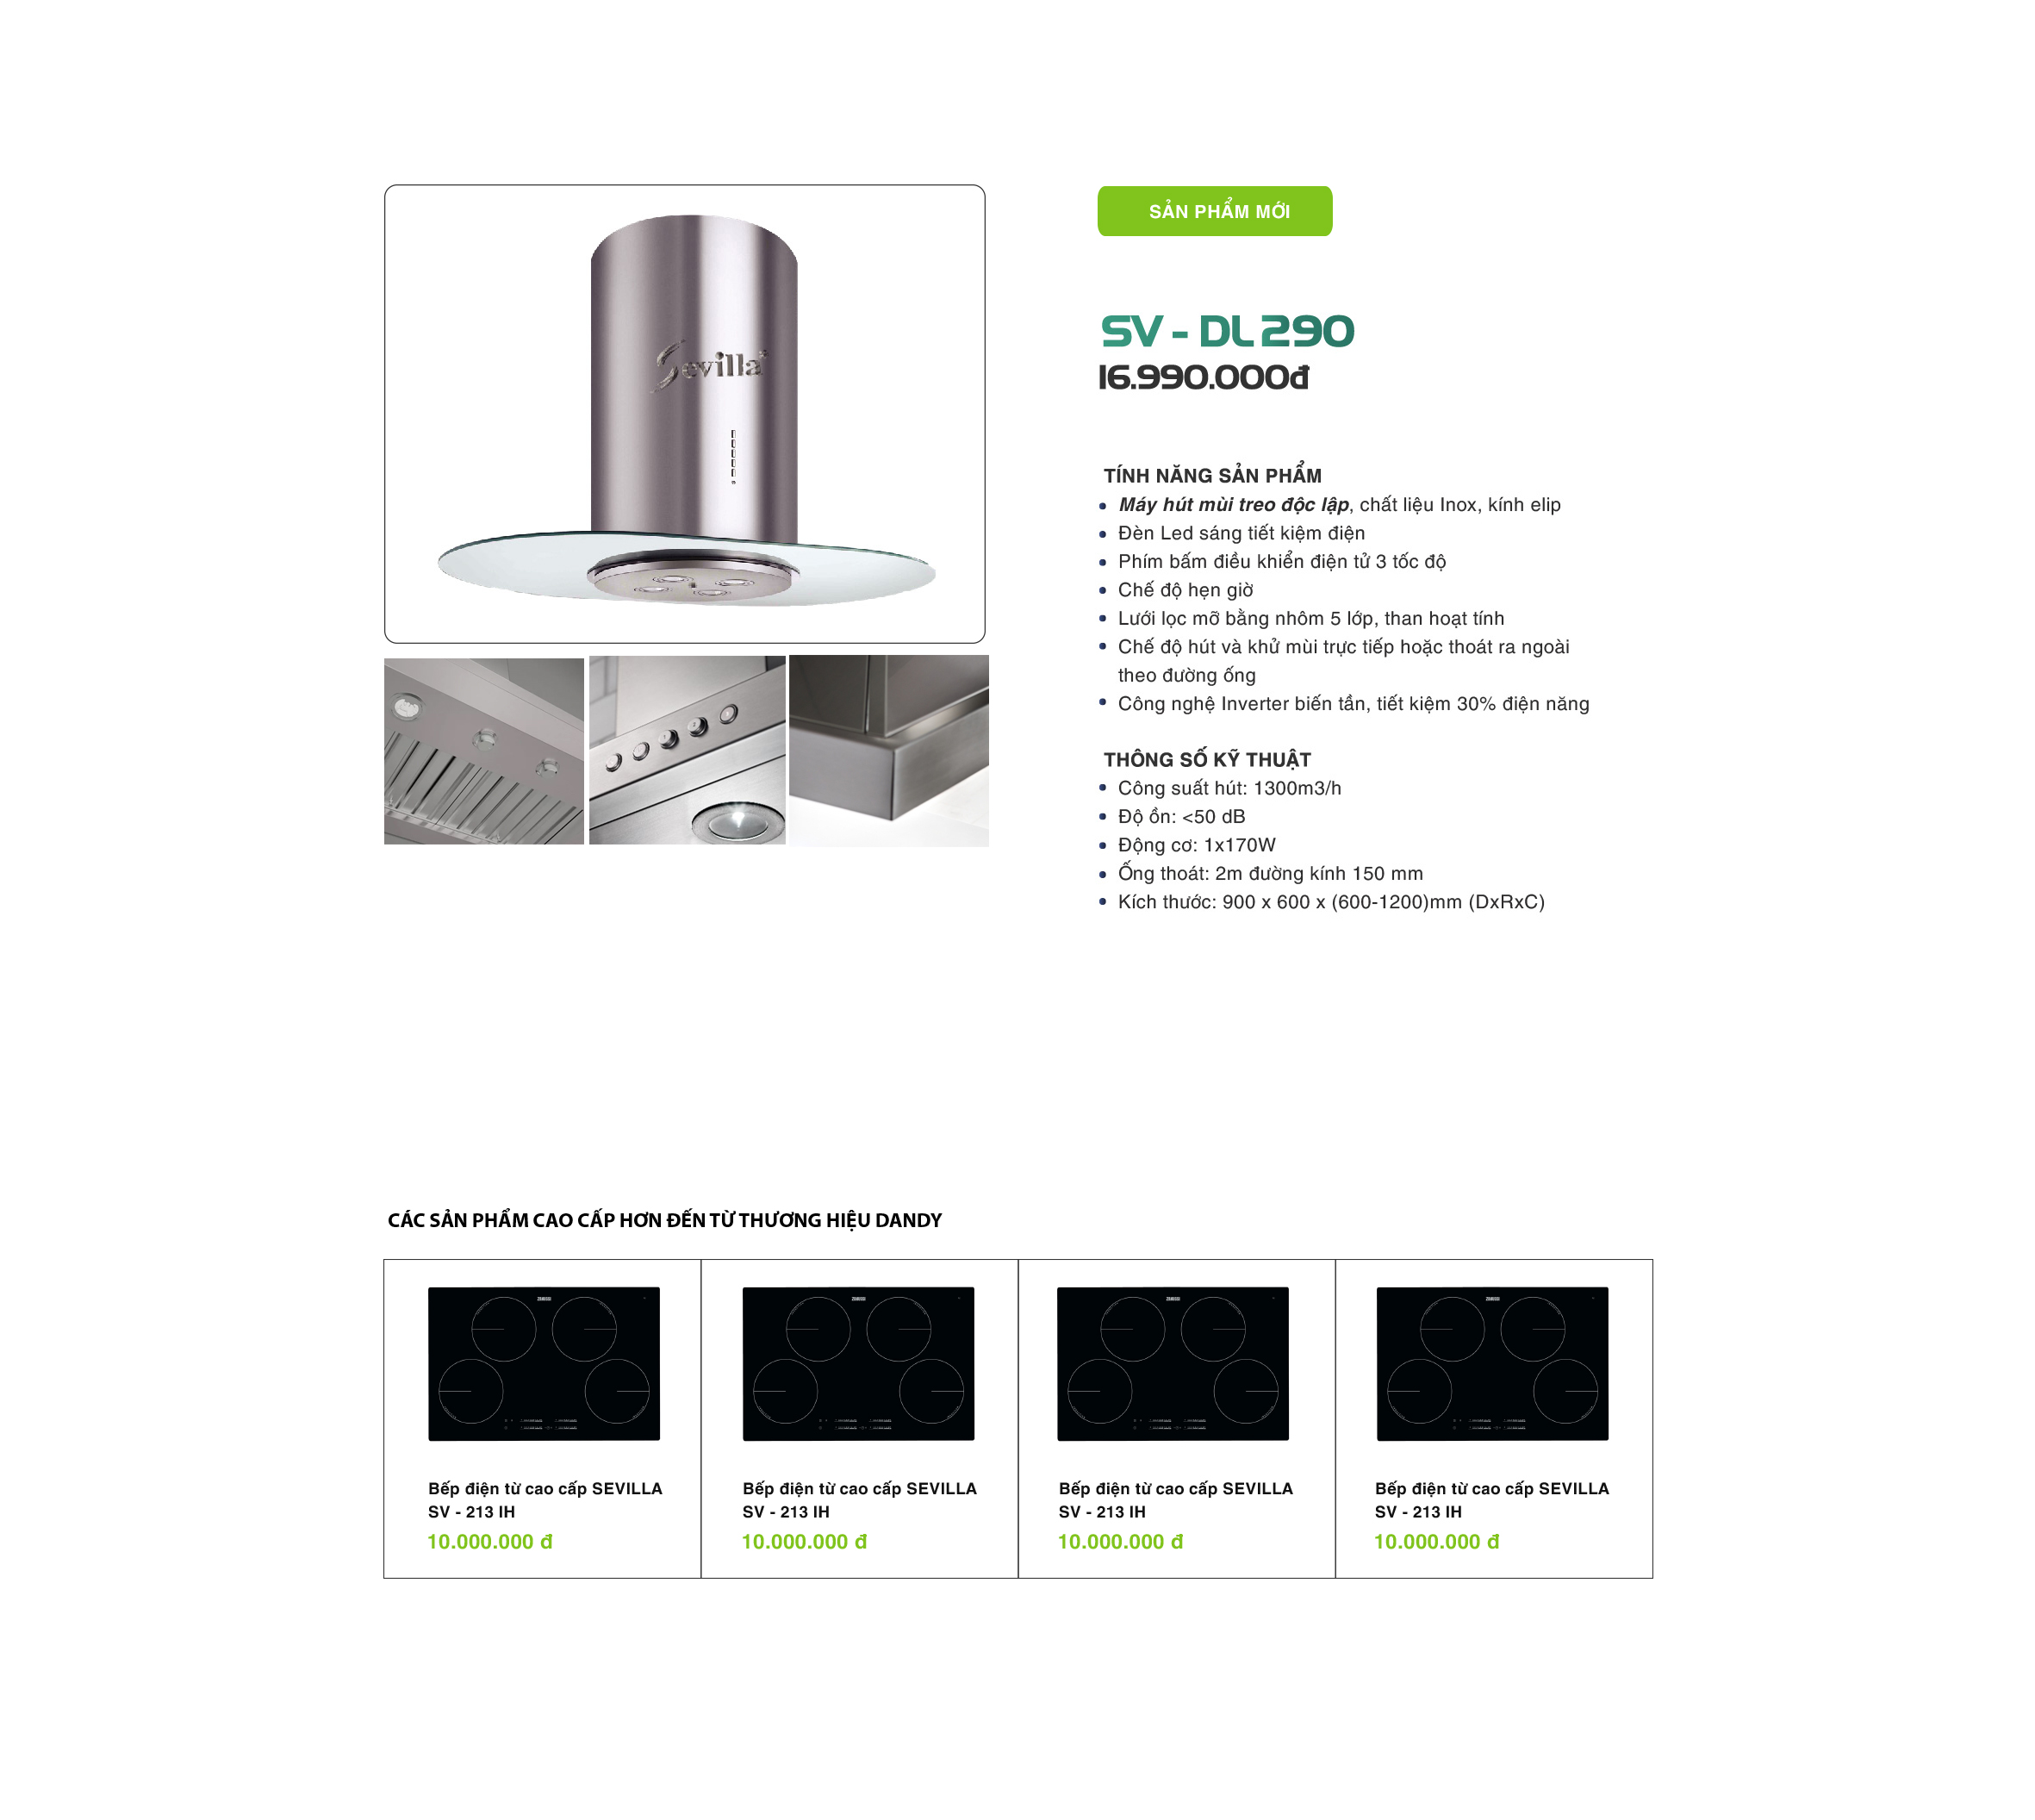 Sevilla
SẢN PHẨM MỚI
SV - DL 290
16.990.000đ
TÍNH NĂNG SẢN PHẨM
Máy hút mùi treo độc lập, chất liệu Inox, kính elip
Đèn Led sáng tiết kiệm điện
Phím bấm điều khiển điện tử 3 tốc độ
Chế độ hẹn giờ
Lưới lọc mỡ bằng nhôm 5 lớp, than hoạt tính
Chế độ hút và khử mùi trực tiếp hoặc thoát ra ngoài
theo đường ống
Công nghệ Inverter biến tần, tiết kiệm 30% điện năng
THÔNG SỐ KỸ THUẬT
Công suất hút: 1300m3/h
Độ ồn: <50 dB
Động cơ: 1x170W
Ống thoát: 2m đường kính 150 mm
Kích thước: 900 x 600 x (600-1200)mm (DxRxC)
CÁC SẢN PHẨM CAO CẤP HƠN ĐẾN TỪ THƯƠNG HIỆU DANDY
Bếp điện từ cao cấp SEVILLA
SV - 213 IH
10.000.000 đ
Bếp điện từ cao cấp SEVILLA
SV - 213 IH
10.000.000 đ
Bếp điện từ cao cấp SEVILLA
SV - 213 IH
10.000.000 đ
Bếp điện từ cao cấp SEVILLA
SV - 213 IH
10.000.000 đ